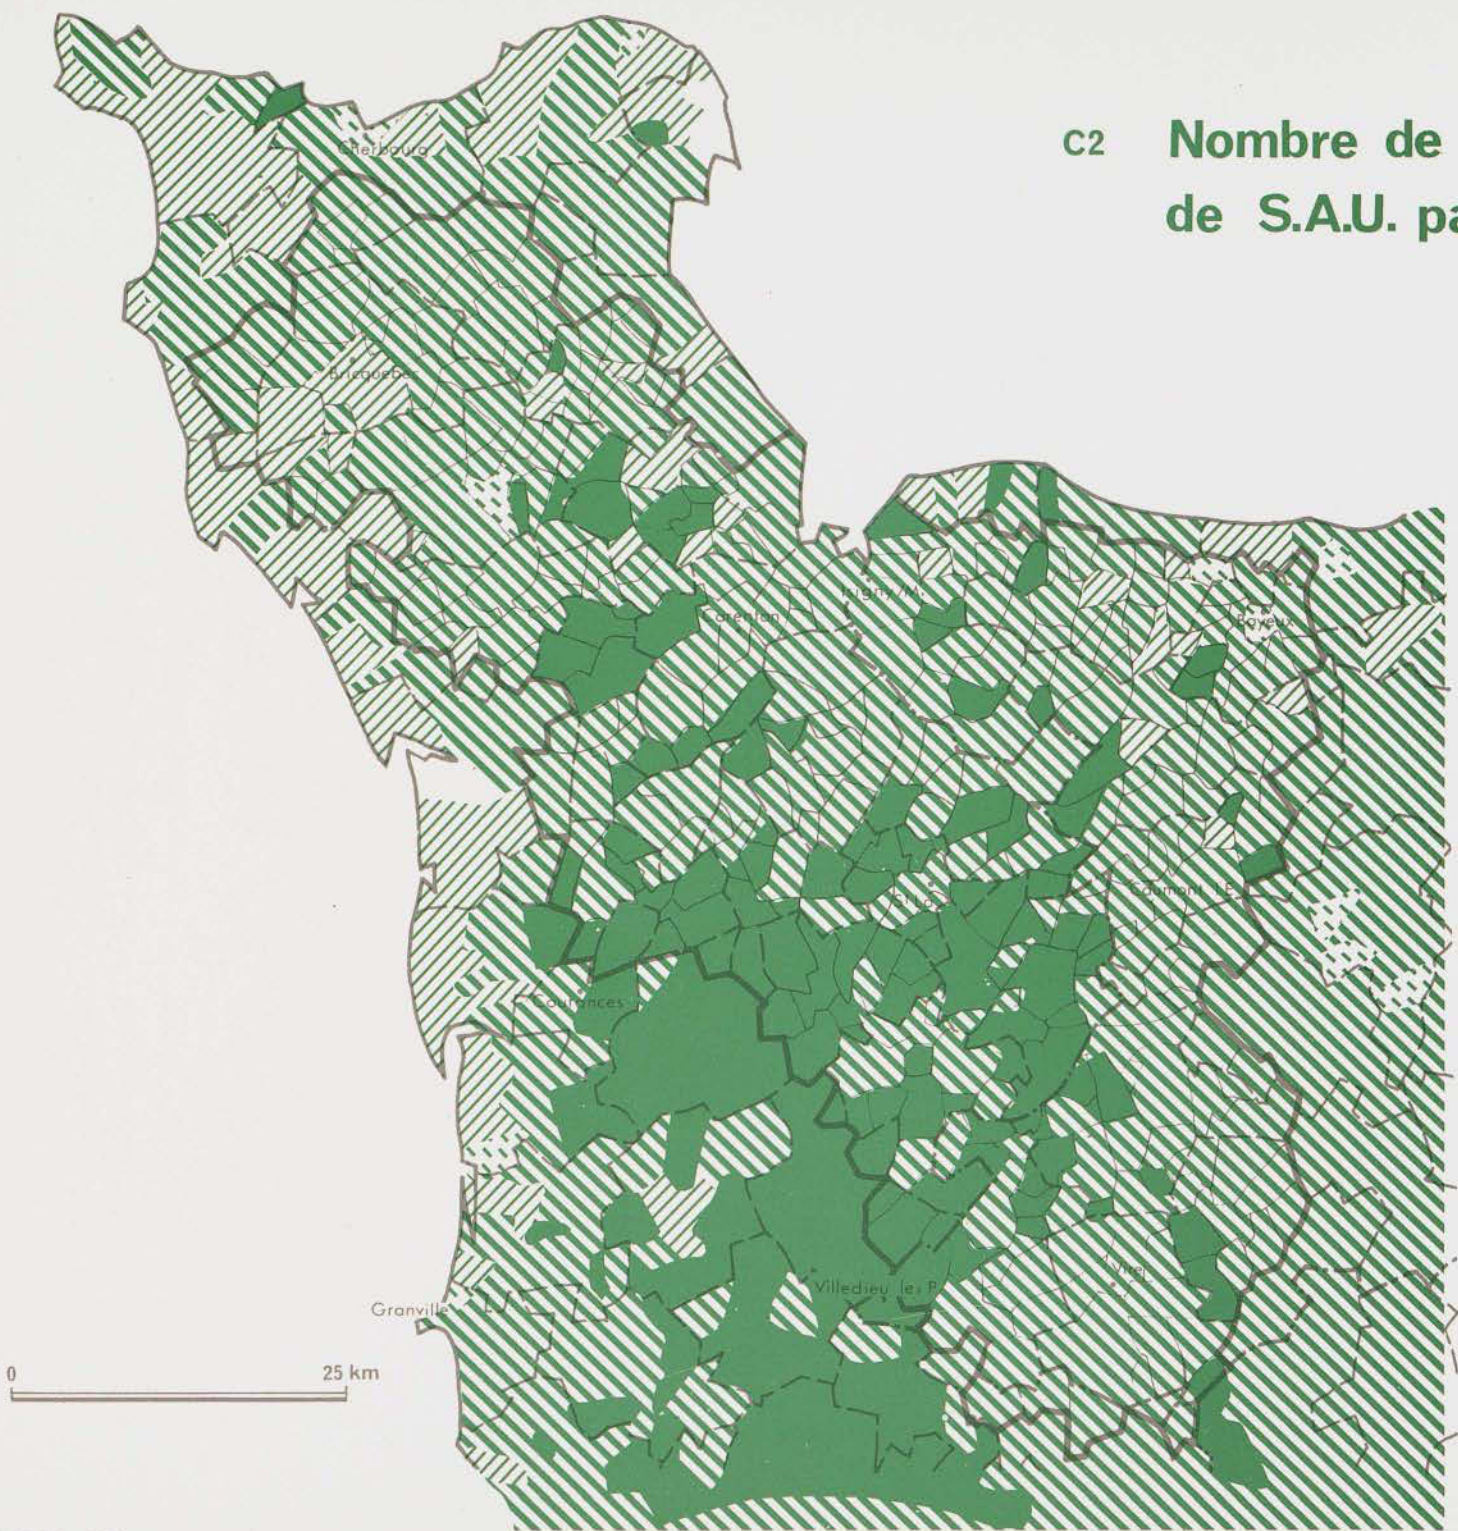 C2 Nombre de
de S.A.U. pa
Cherbourg
Bricquebec
Isigny/M.
Carentan
Bayeux
St Lô
Caumont l'E.
Coutances
Villedieu les P.
Vire
Granville
0 25 km